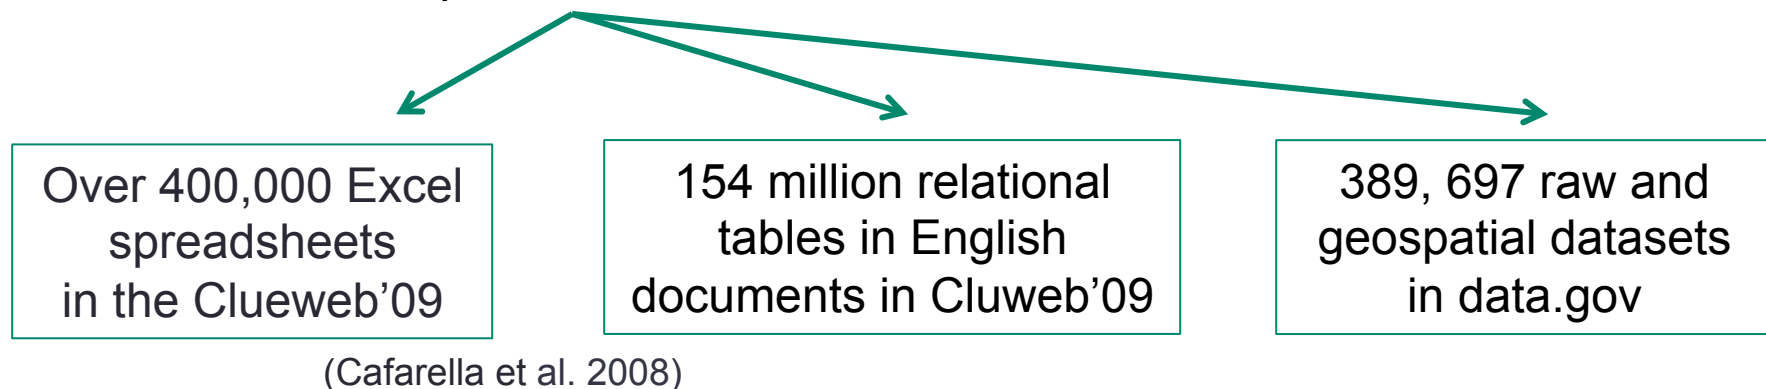 Over 400,000 Excel
spreadsheets
in the Clueweb’09
154 million relational
tables in English
documents in Cluweb’09
389, 697 raw and
geospatial datasets
in data.gov
(Cafarella et al. 2008)